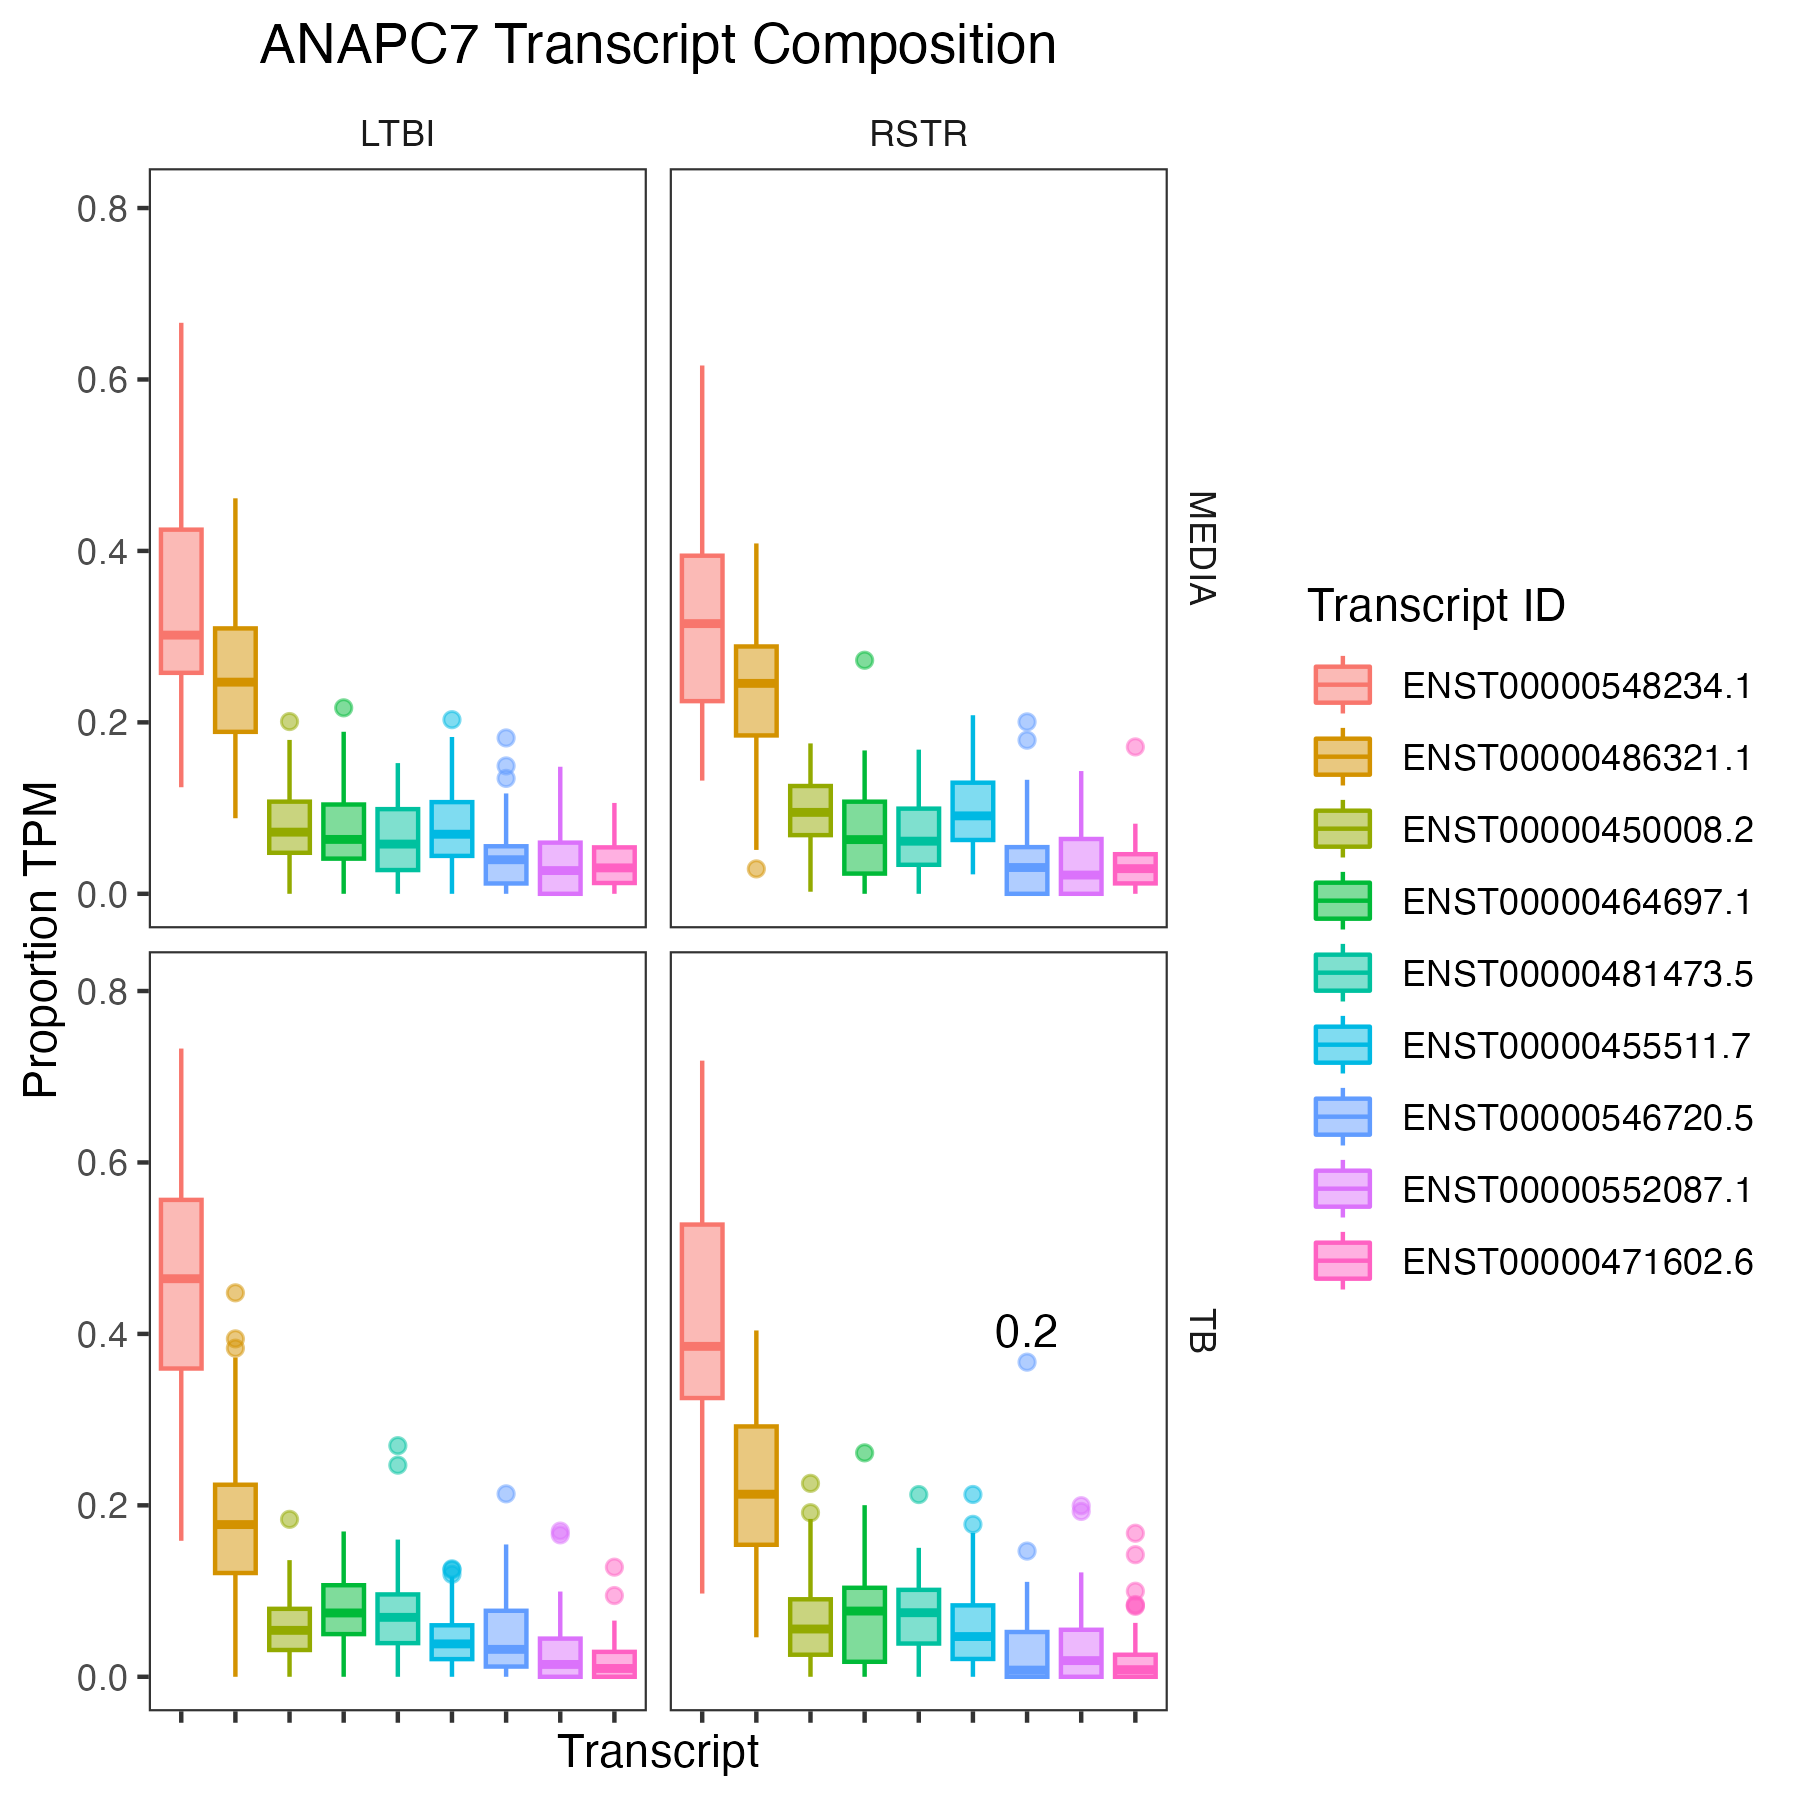 ANAPC7 Transcript Composition
LTBI
RSTR
0.8
0.6
0.4
0.2
0.0
MEDIA
0.8
0.6
0.4
0.2
0.0
0.2
TB
Proportion TPM
Transcript
Transcript ID
ENST00000548234.1
ENST00000486321.1
ENST00000450008.2
ENST00000464697.1
ENST00000481473.5
ENST00000455511.7
ENST00000546720.5
ENST00000552087.1
ENST00000471602.6